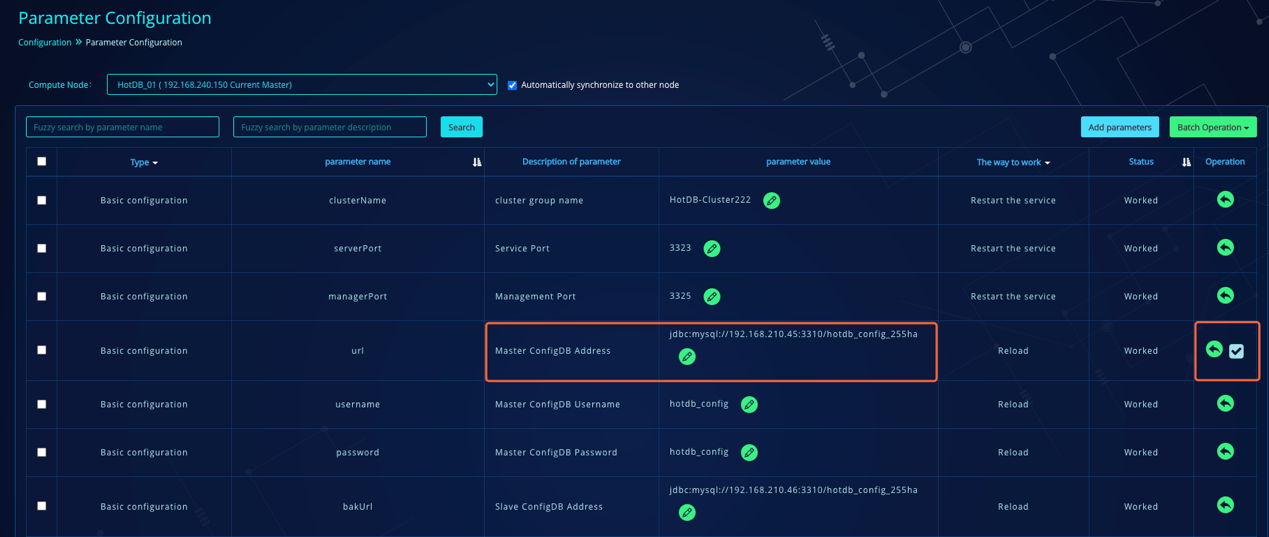 Parameter Configuration
Configuration » Parameter Configuration
Compute Node: HotDB_01 ( 192.168.240.150 Current Master) Automatically synchronize to other node
Fuzzy search by parameter name Fuzzy search by parameter description Search Add parameters Batch Operation
Type parameter name Description of parameter parameter value The way to work Status Operation
Basic configuration clusterName cluster group name HotDB-Cluster222 Restart the service Worked
Basic configuration serverPort Service Port 3323 Restart the service Worked
Basic configuration managerPort Management Port 3325 Restart the service Worked
jdbc:mysql://192.168.210.45:3310/hotdb_config_255ha
Basic configuration url Master ConfigDB Address Reload Worked
Basic configuration username Master ConfigDB Username hotdb_config Reload Worked
Basic configuration password Master ConfigDB Password hotdb_config Reload Worked
jdbc:mysql://192.168.210.46:3310/hotdb_config_255ha
Basic configuration bakUrl Slave ConfigDB Address Reload Worked